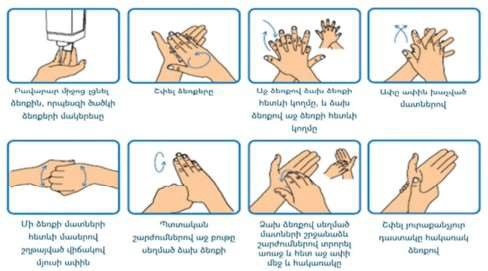 Բավարար միջոց լցնել
ձեռքին, որպեսզի ծածկի
ձեռքերի մակերեսը
Շփել ձեռքերը
Աջ ձեռքով ձախ ձեռքի
հետևի կողմը, և ձախ
ձեռքով աջ ձեռքի հետևի
կողմը
Ափը ափին խաչված
մատներով
Մի ձեռքի մատների
հետևի մասերով
շղթայված վիճակով
մյուսի ափին
Պտտական
շարժումներով աջ բութը
սեղմած ձախ ձեռքի
Ձախ ձեռքով սեղմած
մատների շրջանաձև
շարժումներով տրորել
առաջ և հետ աջ ափի
մեջ և հակառակը
Շփել յուրաքանչյուր
դաստակը հակառակ
ձեռքով